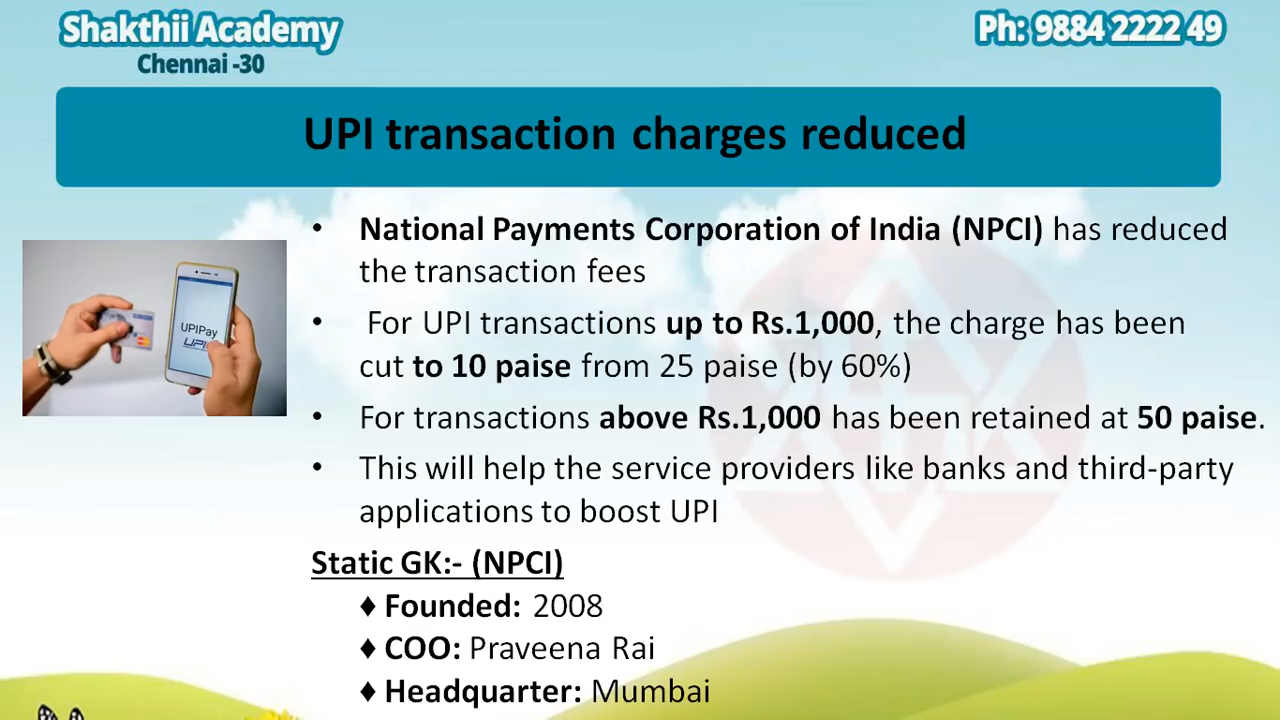 Shakthii Academy
Chennai -30
Ph: 9884 2222 49
UPI transaction charges reduced
• National Payments Corporation of India (NPCI) has reduced
the transaction fees
• For UPI transactions up to Rs.1,000, the charge has been
cut to 10 paise from 25 paise (by 60%)
• For transactions above Rs.1,000 has been retained at 50 paise.
• This will help the service providers like banks and third-party
applications to boost UPI
Static GK:- (NPCI)
♦ Founded: 2008
♦ COO: Praveena Rai
♦ Headquarter: Mumbai
UPIPay
UPI